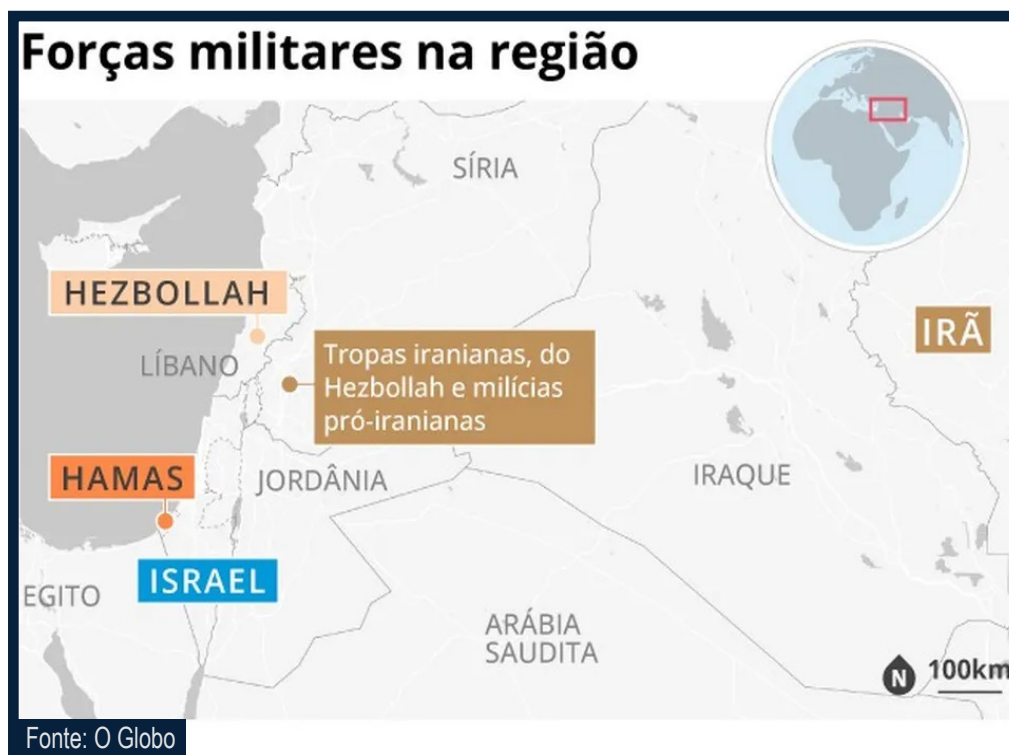 Forças militares na região
SÍRIA
HEZBOLLAH
IRÃ
LÍBANO
Tropas iranianas, do
Hezbollah e milícias
pró-iranianas
HAMAS
JORDÂNIA
IRAQUE
ISRAEL
EGITO
ARÁBIA
SAUDITA
N
100km
Fonte: O Globo